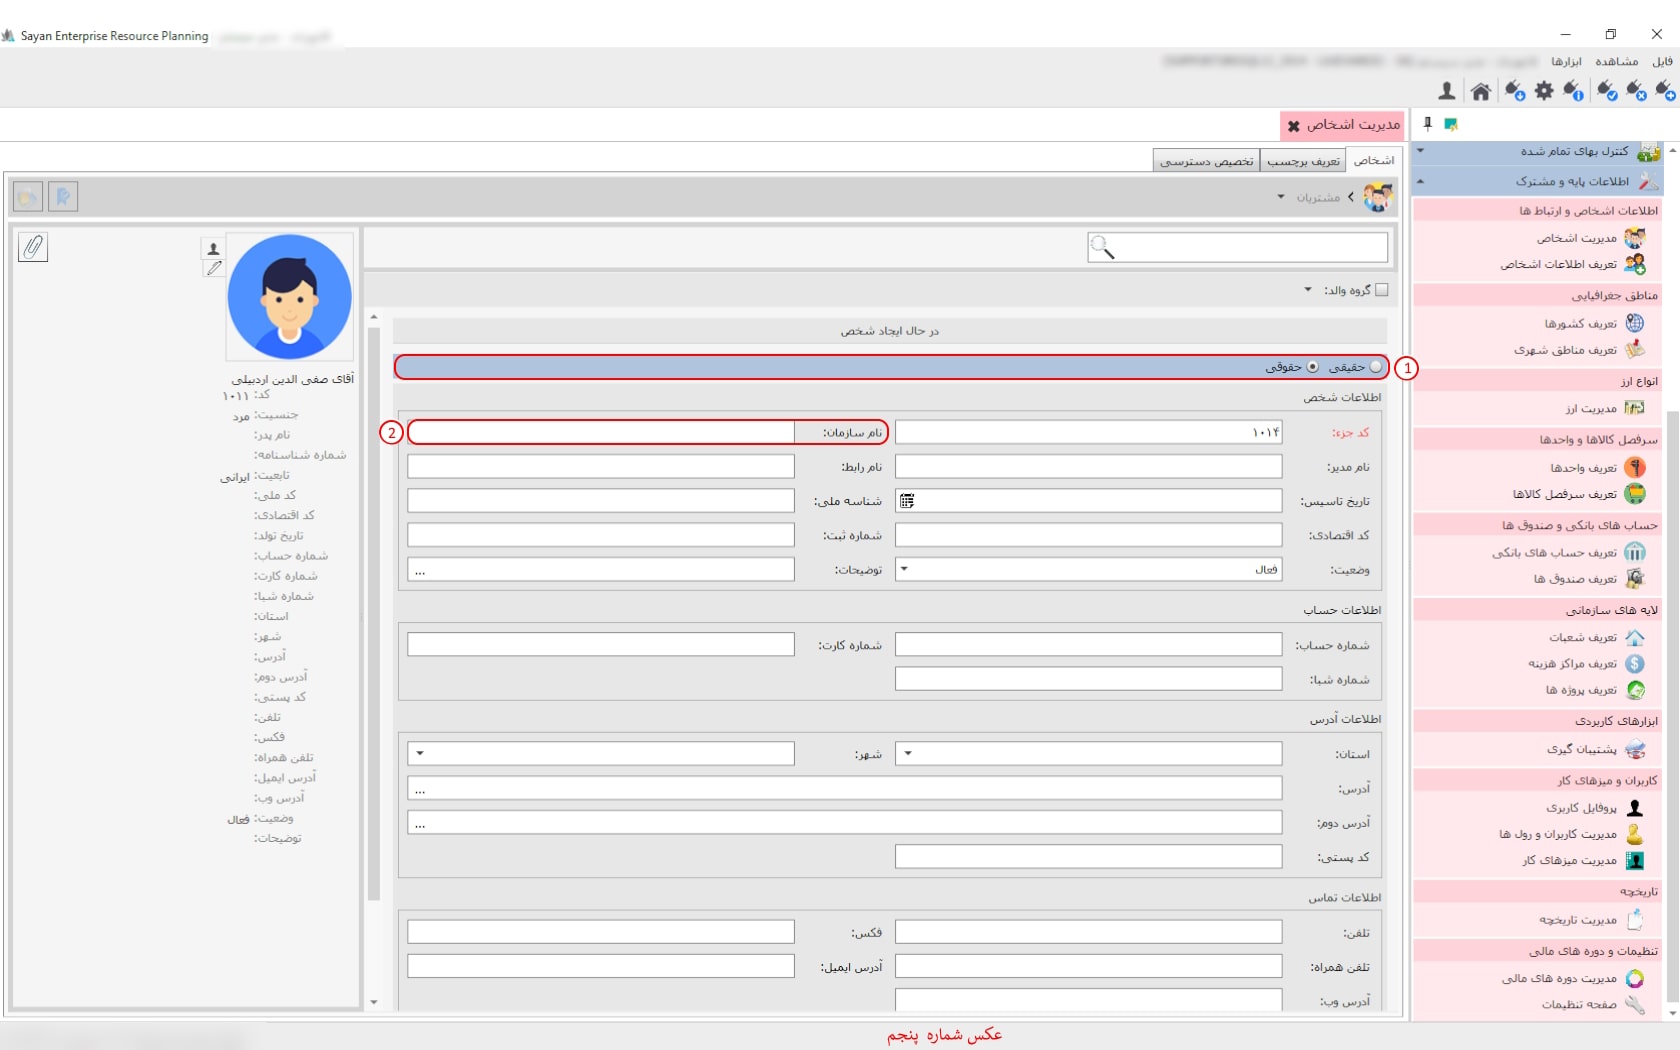 Sayan Enterprise Resource Planning
فایل مشاهده ابزارها
مدیریت اشخاص
اشخاص تعریف برچسب تخصیص دسترسی
مشتریان
گروه والد:
در حال ایجاد شخص
حقیقی حقوقی
1
اطلاعات شخص
کد جزء: ۱۰۱۴ نام سازمان:
2
نام مدیر: نام رابط:
تاریخ تاسیس: شناسه ملی:
کد اقتصادی: شماره ثبت:
وضعیت: فعال توضیحات: ...
اطلاعات حساب
شماره حساب: شماره کارت:
شماره شبا:
اطلاعات آدرس
استان: شهر:
آدرس: ...
آدرس دوم: ...
کد پستی:
اطلاعات تماس
تلفن: فکس:
تلفن همراه: آدرس ایمیل:
آدرس وب:
آقای صفی الدین اردبیلی
کد: ۱۰۱۱
جنسیت: مرد
نام پدر:
شماره شناسنامه:
تابعیت: ایرانی
کد ملی:
کد اقتصادی:
تاریخ تولد:
شماره حساب:
شماره کارت:
شماره شبا:
استان:
شهر:
آدرس:
آدرس دوم:
کد پستی:
تلفن:
فکس:
تلفن همراه:
آدرس ایمیل:
آدرس وب:
وضعیت: فعال
توضیحات:
کنترل بهای تمام شده
اطلاعات پایه و مشترک
اطلاعات اشخاص و ارتباط ها
مدیریت اشخاص
تعریف اطلاعات اشخاص
مناطق جغرافیایی
تعریف کشورها
تعریف مناطق شهری
انواع ارز
مدیریت ارز
سرفصل کالاها و واحدها
تعریف واحدها
تعریف سرفصل کالاها
حساب های بانکی و صندوق ها
تعریف حساب های بانکی
تعریف صندوق ها
لایه های سازمانی
تعریف شعبات
تعریف مراکز هزینه
تعریف پروژه ها
ابزارهای کاربردی
پشتیبان گیری
کاربران و میزهای کار
پروفایل کاربری
مدیریت کاربران و رول ها
مدیریت میزهای کار
تاریخچه
مدیریت تاریخچه
تنظیمات و دوره های مالی
مدیریت دوره های مالی
صفحه تنظیمات
عکس شماره پنجم